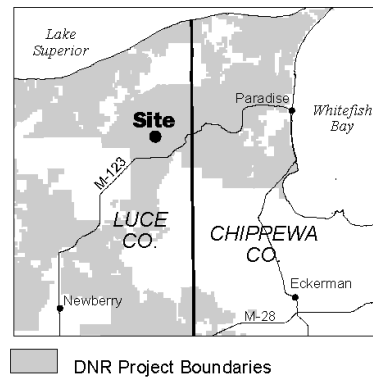 Lake
Superior
Paradise
Whitefish
Bay
Site
M-123
LUCE
CO.
CHIPPEWA
CO.
Eckerman
Newberry
M-28
DNR Project Boundaries